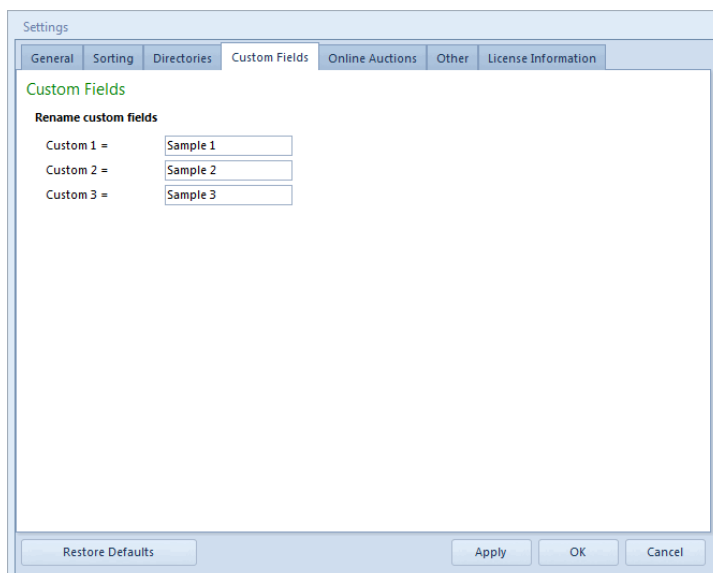 Settings
General Sorting Directories Custom Fields Online Auctions Other License Information
Custom Fields
Rename custom fields
Custom 1 = Sample 1
Custom 2 = Sample 2
Custom 3 = Sample 3
Restore Defaults Apply OK Cancel